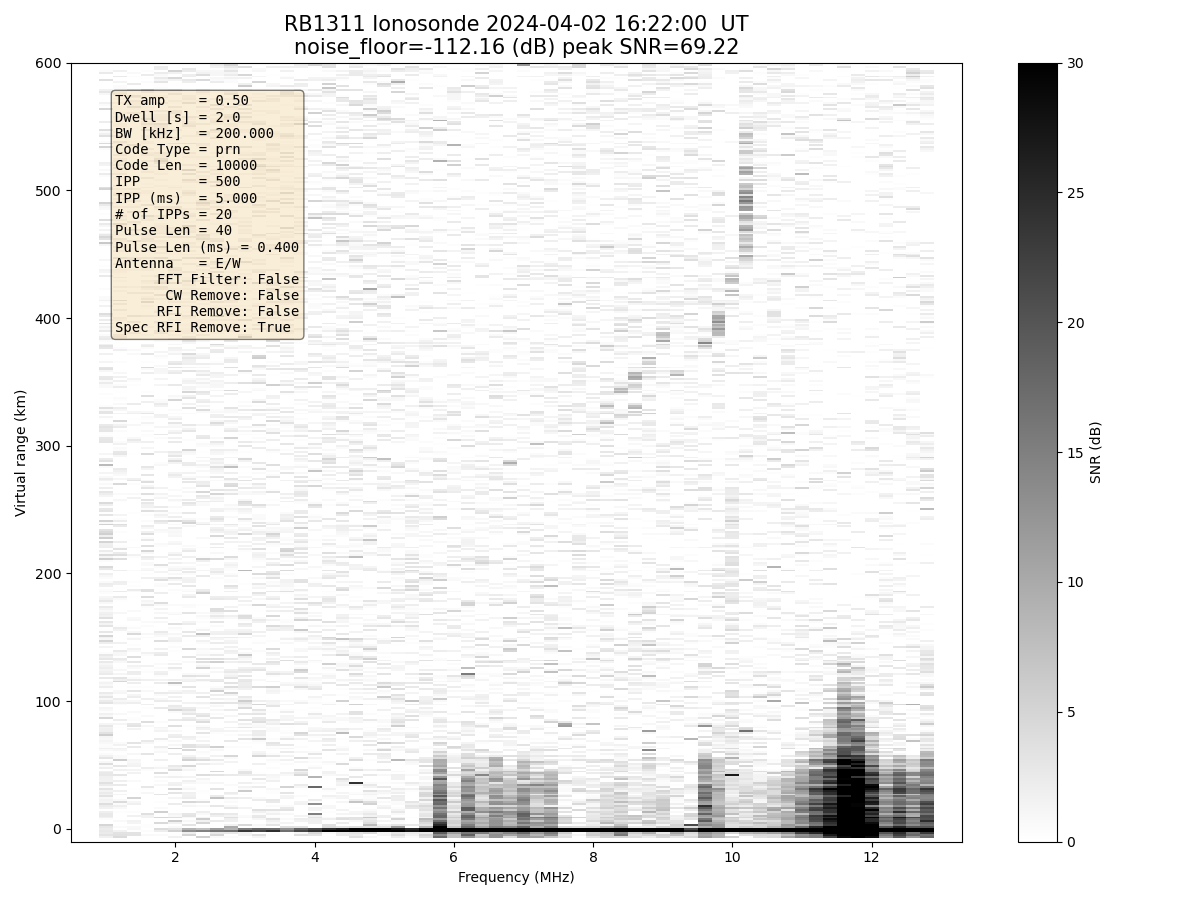 RB1311 Ionosonde 2024-04-02 16:22:00  UT
noise_floor=-112.16 (dB) peak SNR=69.22
TX amp    = 0.50
Dwell [s] = 2.0
BW [kHz]  = 200.000
Code Type = prn
Code Len  = 10000
IPP       = 500
IPP (ms)  = 5.000
# of IPPs = 20
Pulse Len = 40
Pulse Len (ms) = 0.400
Antenna   = E/W
FFT Filter: False
CW Remove: False
RFI Remove: False
Spec RFI Remove: True
600
500
400
300
200
100
0
Virtual range (km)
2
4
6
8
10
12
Frequency (MHz)
30
25
20
15
10
5
0
SNR (dB)